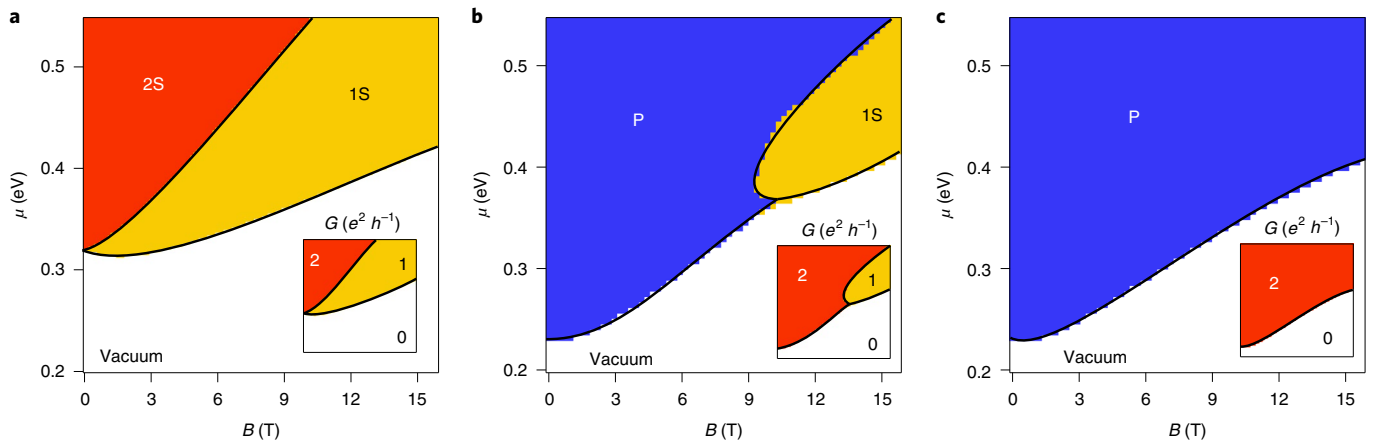 a
0.5
0.4
0.3
0.2
μ (eV)
2S
1S
Vacuum
G (e² h⁻¹)
2
1
0
0 3 6 9 12 15
B (T)
b
0.5
0.4
0.3
0.2
μ (eV)
P
1S
Vacuum
G (e² h⁻¹)
2
1
0
0 3 6 9 12 15
B (T)
c
0.5
0.4
0.3
0.2
μ (eV)
P
Vacuum
G (e² h⁻¹)
2
0
0 3 6 9 12 15
B (T)